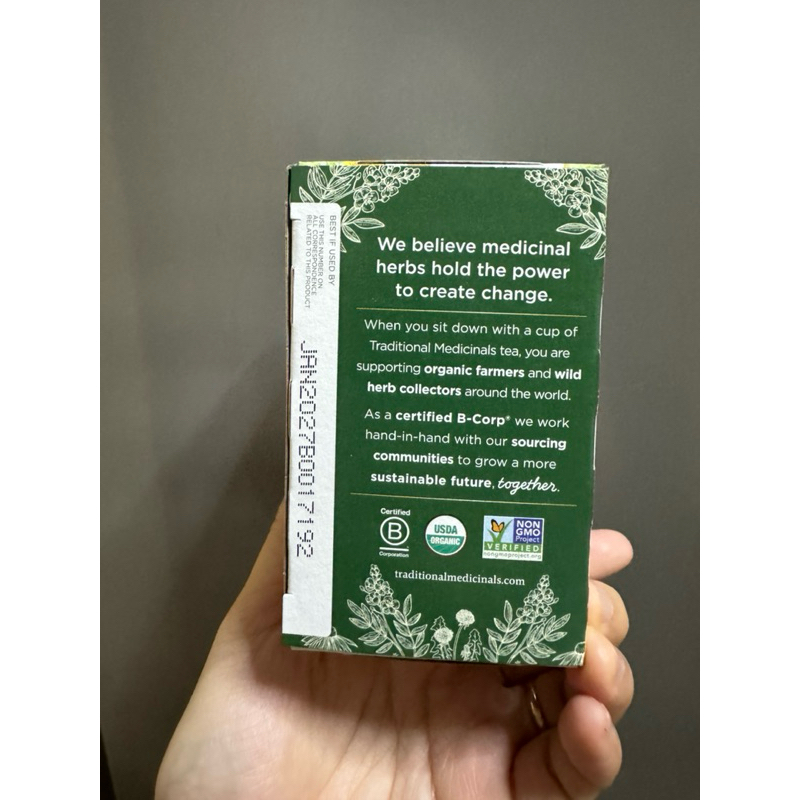 We believe medicinal
herbs hold the power
to create change.
When you sit down with a cup of
Traditional Medicinals tea, you are
supporting organic farmers and wild
herb collectors around the world.
As a certified B-Corp® we work
hand-in-hand with our sourcing
communities to grow a more
sustainable future, together.
Certified
B
Corporation
USDA
ORGANIC
NON
GMO
Project
VERIFIED
nongmoproject.org
traditionalmedicinals.com
BEST IF USED BY
USE THIS NUMBER ON
ALL CORRESPONDENCE
RELATED TO THIS PRODUCT
JAN2027B0017192